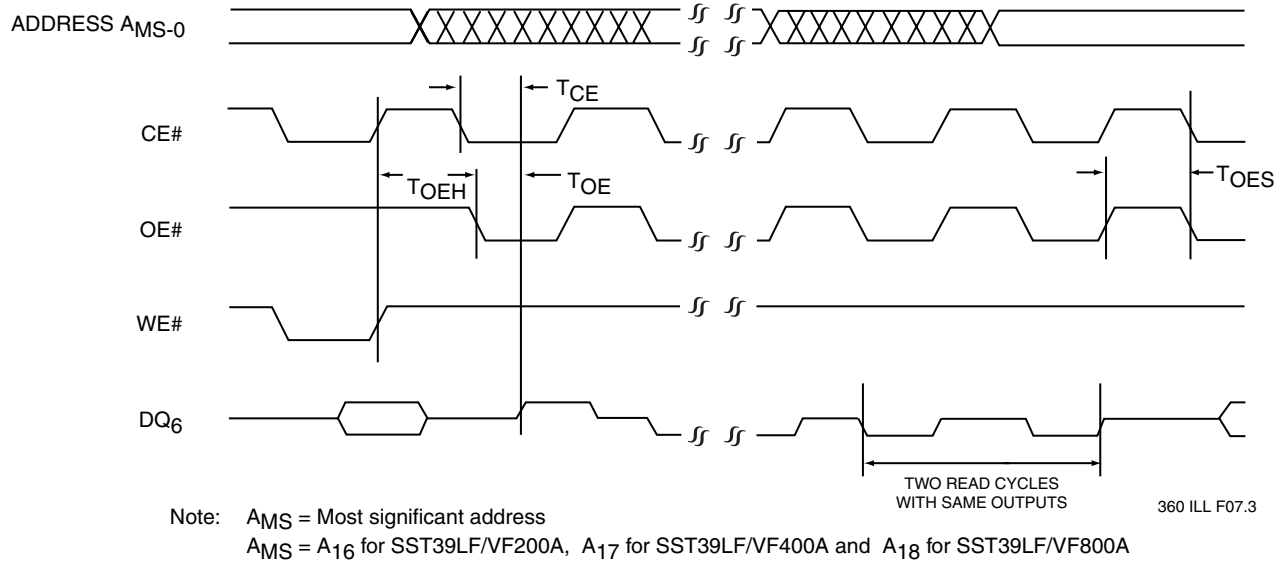 ADDRESS AMS-0
TCE
CE#
TOEH
TOE
TOES
OE#
WE#
DQ6
TWO READ CYCLES
WITH SAME OUTPUTS
360 ILL F07.3
Note: AMS = Most significant address
AMS = A16 for SST39LF/VF200A, A17 for SST39LF/VF400A and A18 for SST39LF/VF800A